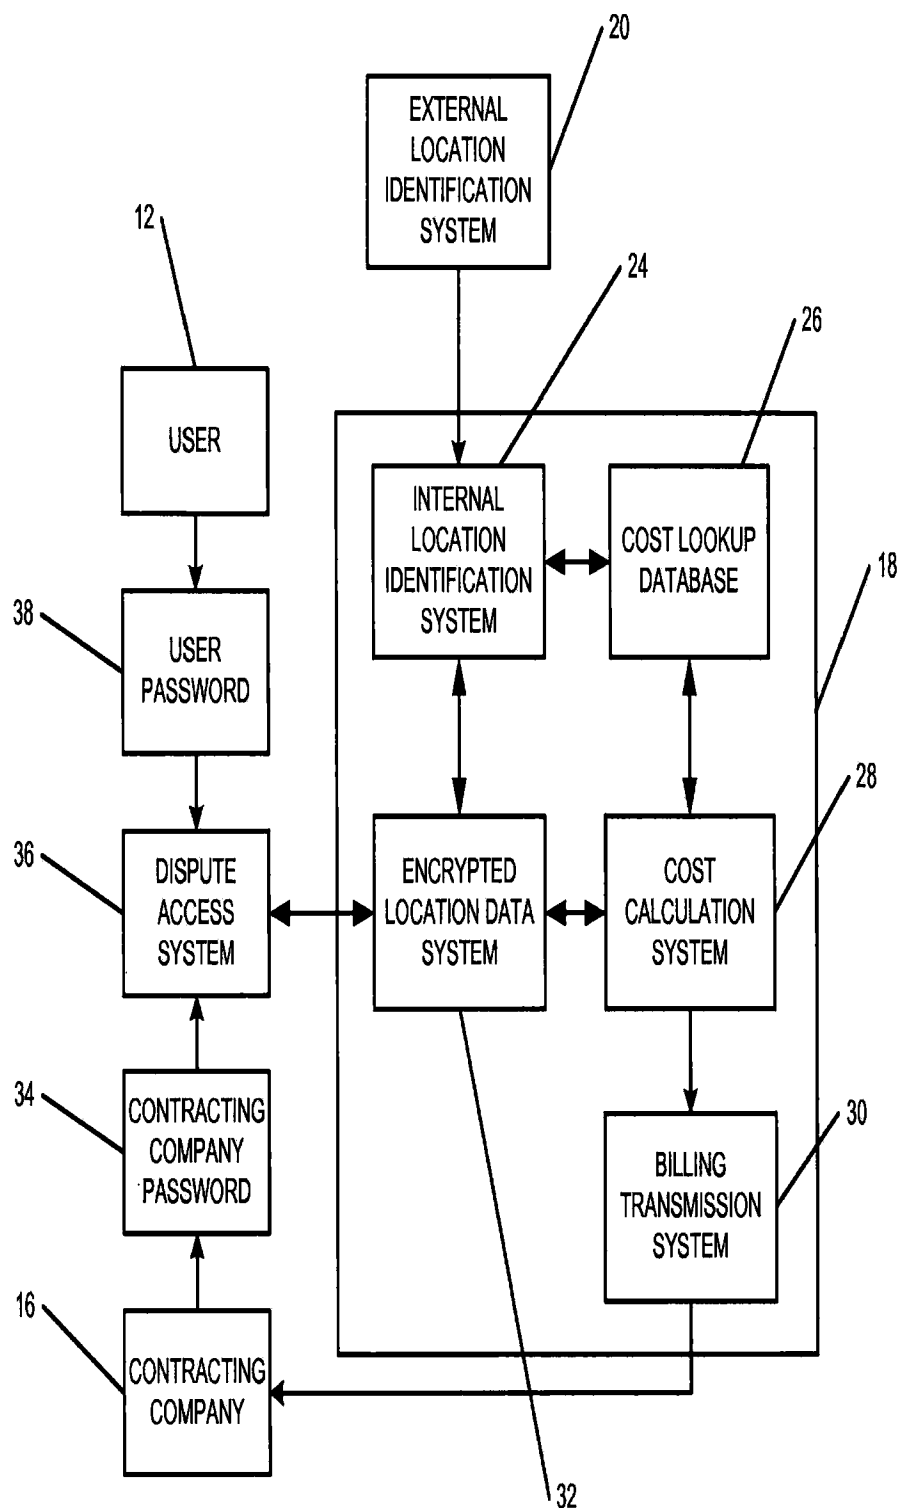 20
EXTERNAL
LOCATION
IDENTIFICATION
SYSTEM
12
24
26
USER
INTERNAL
LOCATION
IDENTIFICATION
SYSTEM
COST LOOKUP
DATABASE
18
38
USER
PASSWORD
28
36
DISPUTE
ACCESS
SYSTEM
ENCRYPTED
LOCATION DATA
SYSTEM
COST
CALCULATION
SYSTEM
34
CONTRACTING
COMPANY
PASSWORD
30
BILLING
TRANSMISSION
SYSTEM
16
CONTRACTING
COMPANY
32